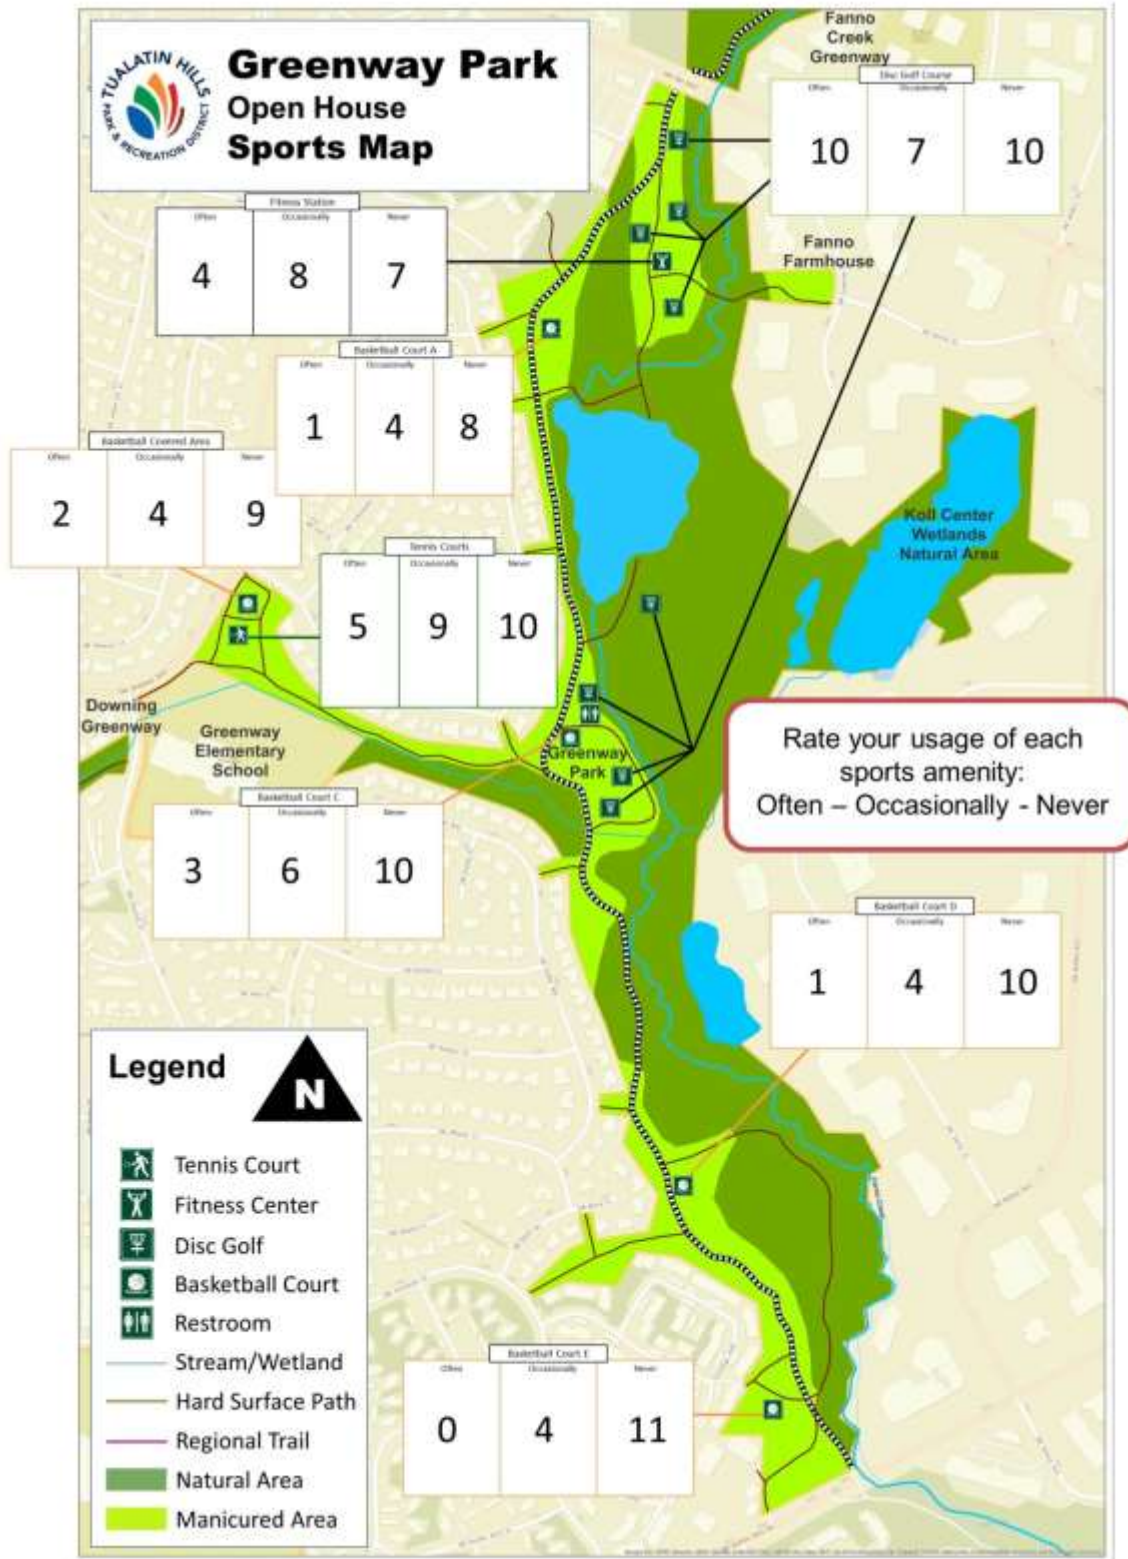 TUALATIN HILLS
PARK & RECREATION DISTRICT
Greenway Park
Open House
Sports Map
Fanno
Creek
Greenway
Disc Golf Course
Often Occasionally Never
10 7 10
Fitness Station
Often Occasionally Never
4 8 7
Fanno
Farmhouse
Basketball Court A
Often Occasionally Never
1 4 8
Basketball Covered Area
Often Occasionally Never
2 4 9
Koll Center
Wetlands
Natural Area
Tennis Courts
Often Occasionally Never
5 9 10
Downing
Greenway
Greenway
Elementary
School
Greenway
Park
Rate your usage of each
sports amenity:
Often – Occasionally - Never
Basketball Court C
Often Occasionally Never
3 6 10
Basketball Court D
Often Occasionally Never
1 4 10
Legend
N
Tennis Court
Fitness Center
Disc Golf
Basketball Court
Restroom
Stream/Wetland
Hard Surface Path
Regional Trail
Natural Area
Manicured Area
Basketball Court E
Often Occasionally Never
0 4 11